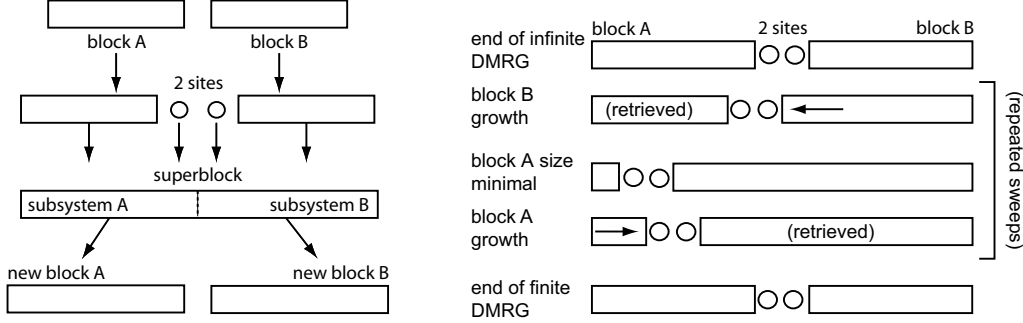 block A
block B
2 sites
superblock
subsystem A
subsystem B
new block A
new block B
block A
2 sites
block B
end of infinite
DMRG
block B
growth
(retrieved)
block A size
minimal
block A
growth
(retrieved)
end of finite
DMRG
(repeated sweeps)